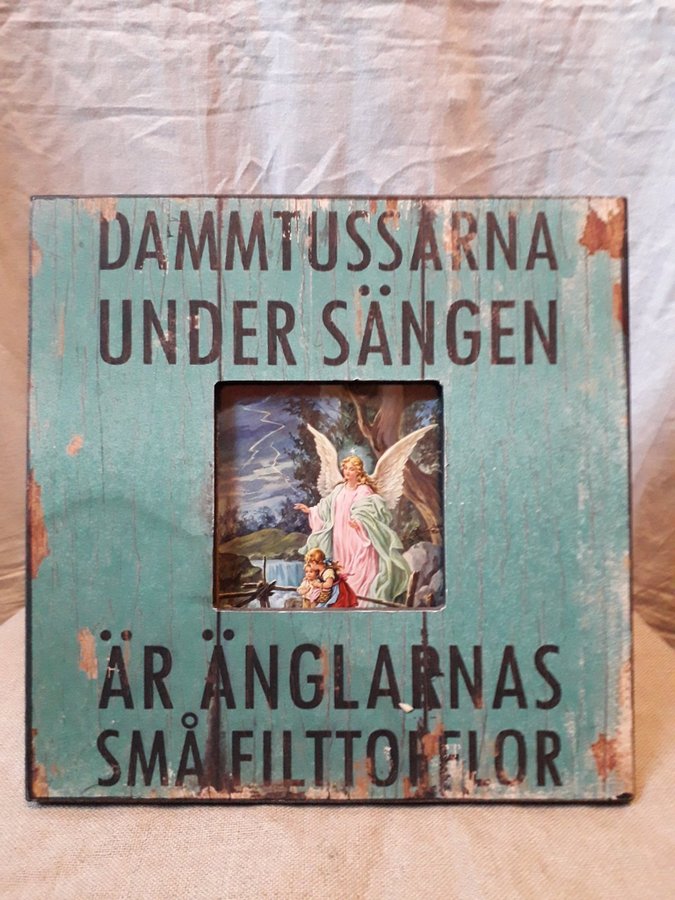 DAMMTUSSARNA
UNDER SÄNGEN
ÄR ÄNGLARNAS
SMÅ FILTTOFFLOR